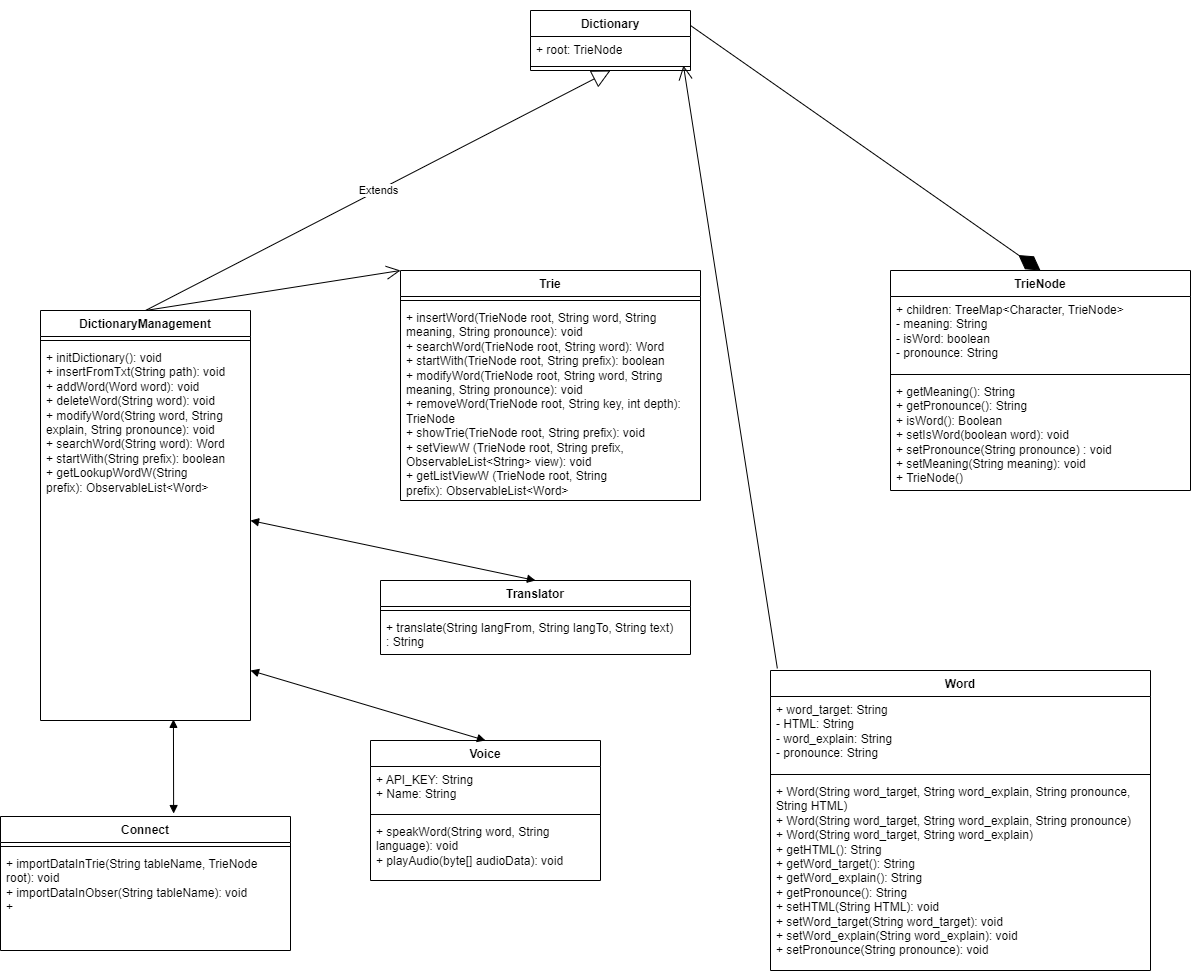 Dictionary
+ root: TrieNode
Extends
Trie
+ insertWord(TrieNode root, String word, String
meaning, String pronounce): void
+ searchWord(TrieNode root, String word): Word
+ startWith(TrieNode root, String prefix): boolean
+ modifyWord(TrieNode root, String word, String
meaning, String pronounce): void
+ removeWord(TrieNode root, String key, int depth):
TrieNode
+ showTrie(TrieNode root, String prefix): void
+ setViewW (TrieNode root, String prefix,
ObservableList<String> view): void
+ getListViewW (TrieNode root, String
prefix): ObservableList<Word>
TrieNode
+ children: TreeMap<Character, TrieNode>
- meaning: String
- isWord: boolean
- pronounce: String
+ getMeaning(): String
+ getPronounce(): String
+ isWord(): Boolean
+ setIsWord(boolean word): void
+ setPronounce(String pronounce) : void
+ setMeaning(String meaning): void
+ TrieNode()
DictionaryManagement
+ initDictionary(): void
+ insertFromTxt(String path): void
+ addWord(Word word): void
+ deleteWord(String word): void
+ modifyWord(String word, String
explain, String pronounce): void
+ searchWord(String word): Word
+ startWith(String prefix): boolean
+ getLookupWordW(String
prefix): ObservableList<Word>
Translator
+ translate(String langFrom, String langTo, String text)
: String
Word
+ word_target: String
- HTML: String
- word_explain: String
- pronounce: String
+ Word(String word_target, String word_explain, String pronounce,
String HTML)
+ Word(String word_target, String word_explain, String pronounce)
+ Word(String word_target, String word_explain)
+ getHTML(): String
+ getWord_target(): String
+ getWord_explain(): String
+ getPronounce(): String
+ setHTML(String HTML): void
+ setWord_target(String word_target): void
+ setWord_explain(String word_explain): void
+ setPronounce(String pronounce): void
Voice
+ API_KEY: String
+ Name: String
+ speakWord(String word, String
language): void
+ playAudio(byte[] audioData): void
Connect
+ importDataInTrie(String tableName, TrieNode
root): void
+ importDataInObser(String tableName): void
+